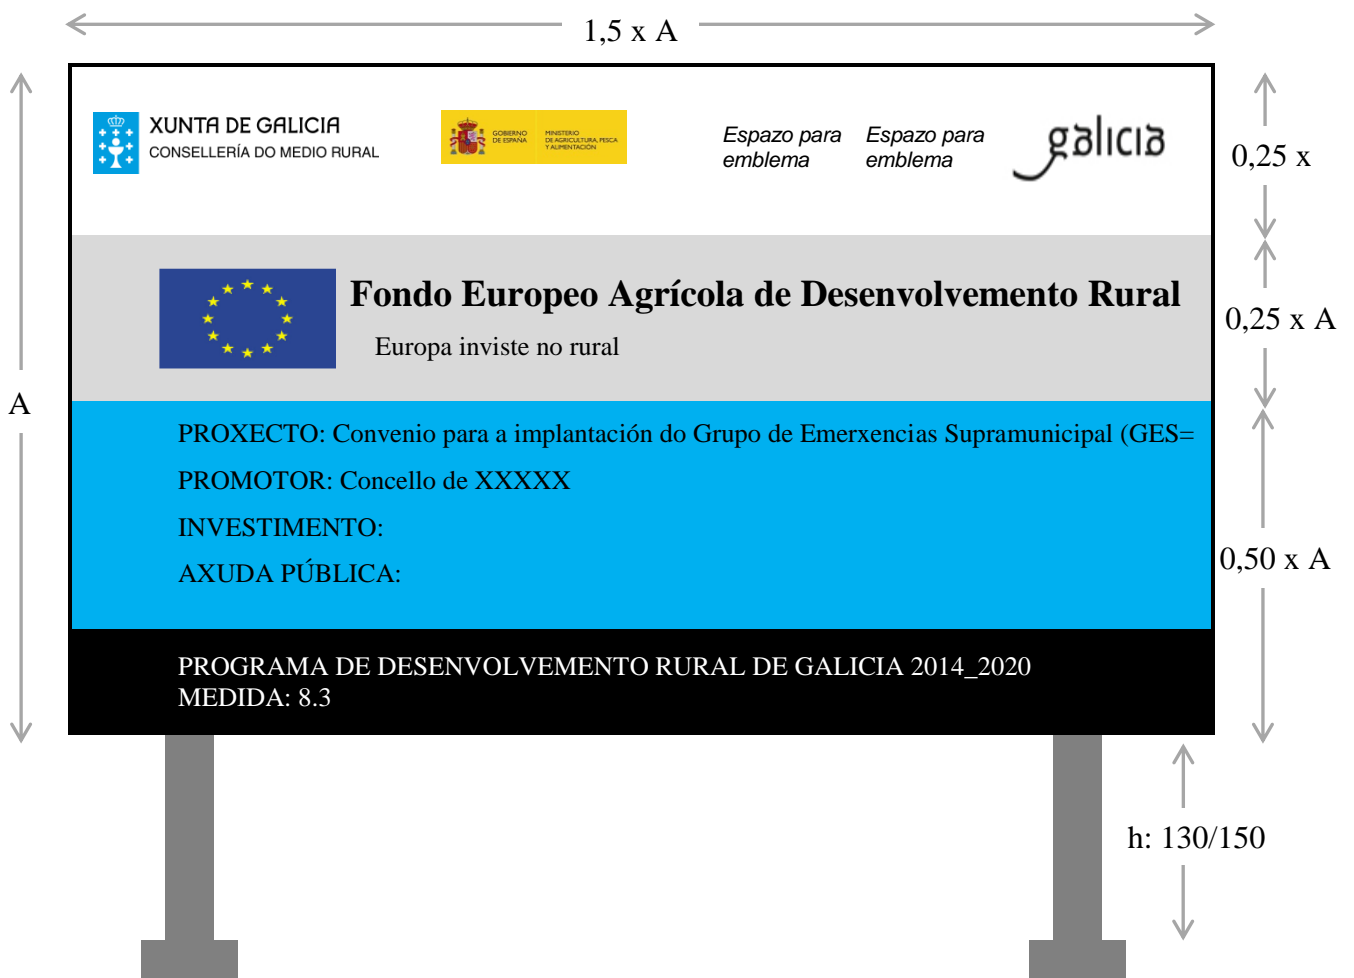 1,5 x A
XUNTA DE GALICIA
CONSELLERÍA DO MEDIO RURAL
GOBIERNO
DE ESPAÑA
MINISTERIO
DE AGRICULTURA, PESCA
Y ALIMENTACIÓN
Espazo para
emblema
Espazo para
emblema
galicia
0,25 x
Fondo Europeo Agrícola de Desenvolvemento Rural
Europa inviste no rural
0,25 x A
A
PROXECTO: Convenio para a implantación do Grupo de Emerxencias Supramunicipal (GES=
PROMOTOR: Concello de XXXXX
INVESTIMENTO:
AXUDA PÚBLICA:
0,50 x A
PROGRAMA DE DESENVOLVEMENTO RURAL DE GALICIA 2014_2020
MEDIDA: 8.3
h: 130/150